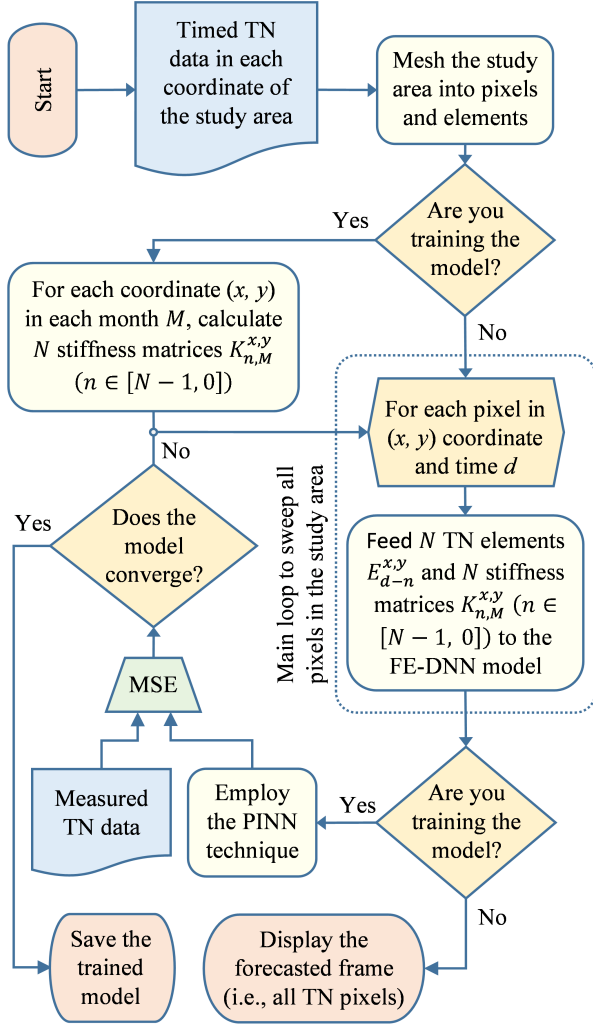 Start
Timed TN
data in each
coordinate of
the study area
Mesh the study
area into pixels
and elements
Are you
training the
model?
Yes
No
For each coordinate (x, y)
in each month M, calculate
N stiffness matrices K_{n,M}^{x,y}
(n ∈ [N − 1, 0])
For each pixel in
(x, y) coordinate
and time d
No
Main loop to sweep all
pixels in the study area
Feed N TN elements
E_{d−n}^{x,y} and N stiffness
matrices K_{n,M}^{x,y} (n ∈
[N − 1, 0]) to the
FE-DNN model
Yes
Does the
model
converge?
MSE
Measured
TN data
Employ
the PINN
technique
Yes
Are you
training the
model?
No
Save the
trained
model
Display the
forecasted frame
(i.e., all TN pixels)